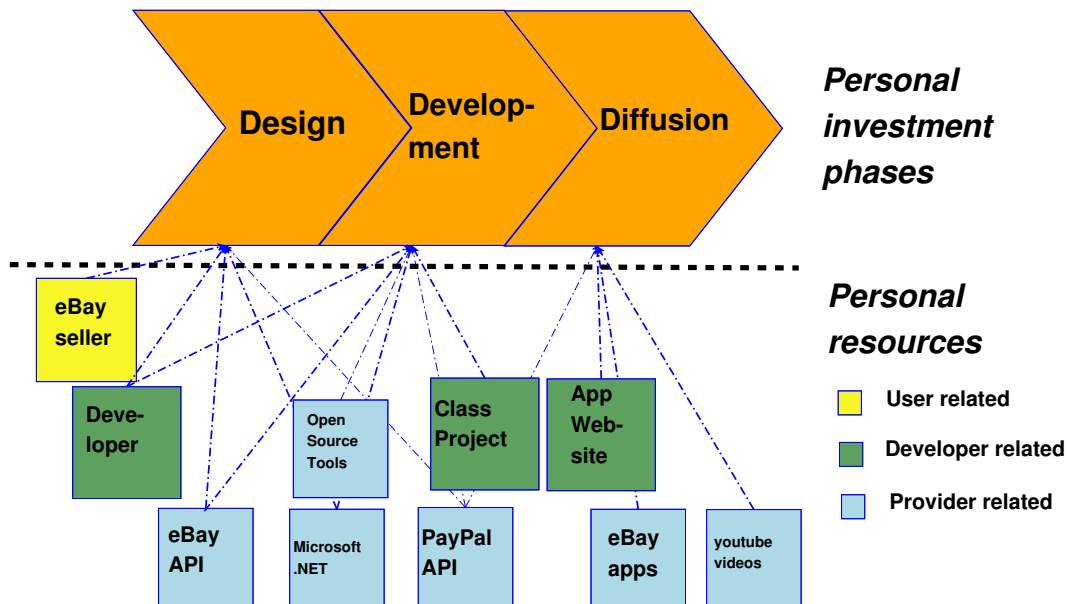 Design
Develop-
ment
Diffusion
Personal
investment
phases
eBay
seller
Deve-
loper
Open
Source
Tools
Class
Project
App
Web-
site
eBay
API
Microsoft
.NET
PayPal
API
eBay
apps
youtube
videos
Personal
resources
User related
Developer related
Provider related